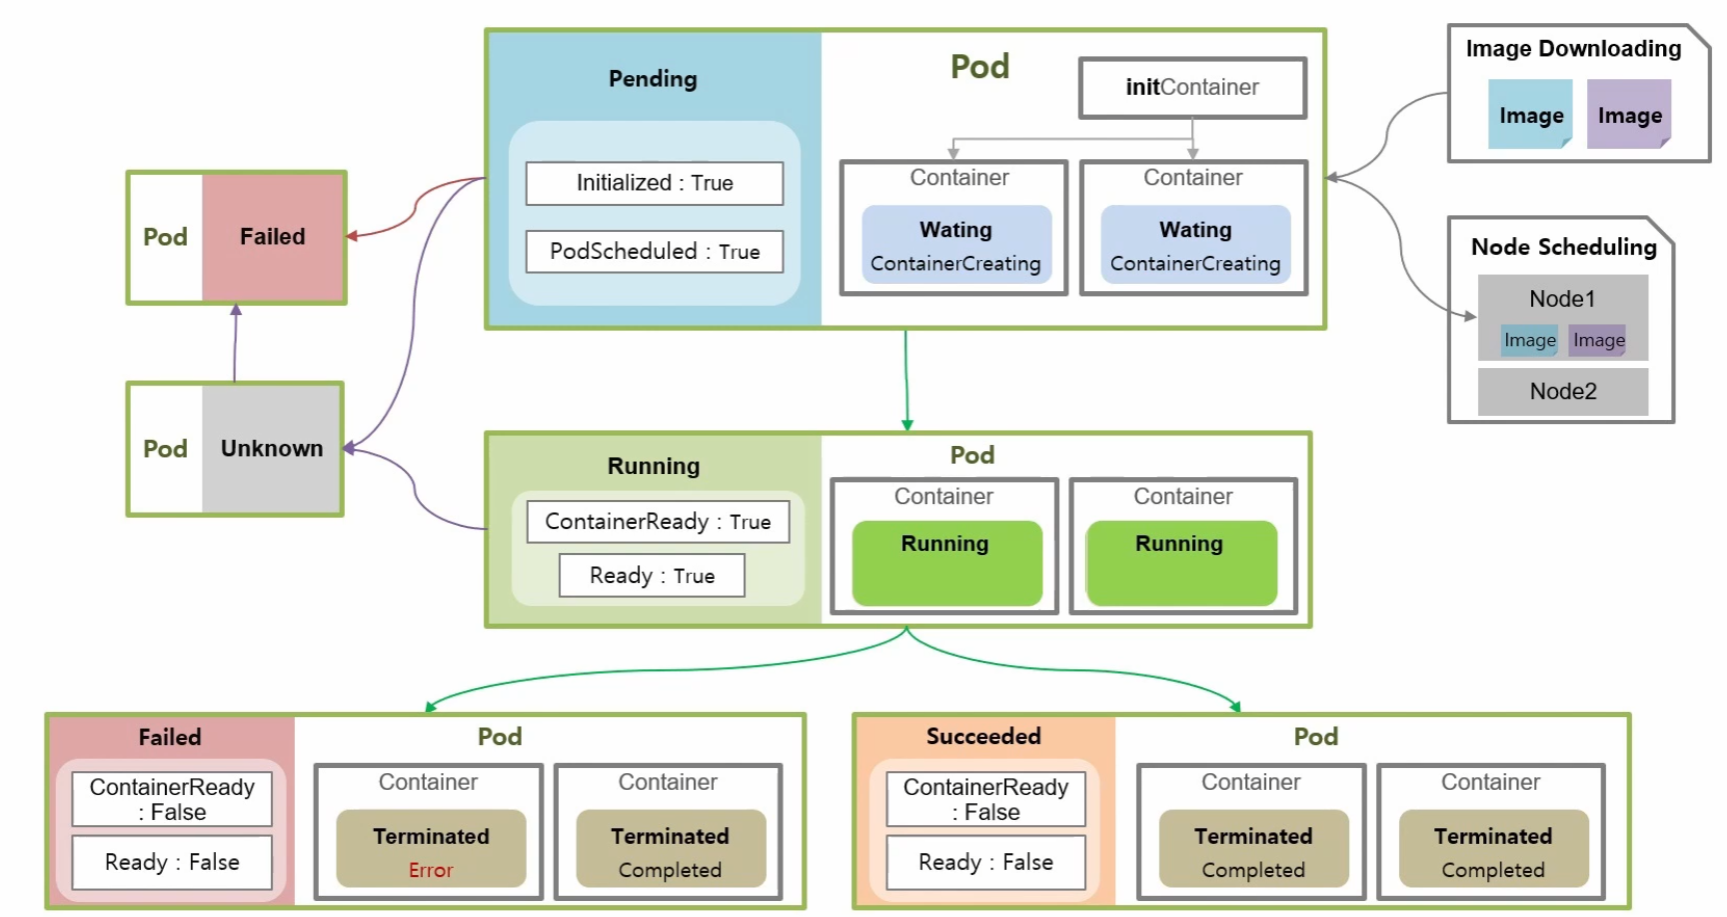 Pending
Pod
initContainer
Image Downloading
Image
Image
Initialized : True
PodScheduled : True
Container
Wating
ContainerCreating
Container
Wating
ContainerCreating
Pod
Failed
Node Scheduling
Node1
Image
Image
Node2
Pod
Unknown
Running
Pod
ContainerReady : True
Ready : True
Container
Running
Container
Running
Failed
Pod
ContainerReady
: False
Ready : False
Container
Terminated
Error
Container
Terminated
Completed
Succeeded
Pod
ContainerReady
: False
Ready : False
Container
Terminated
Completed
Container
Terminated
Completed